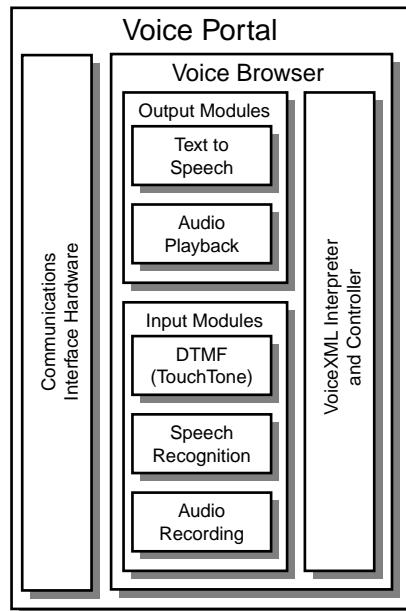 Voice Portal
Communications
Interface Hardware
Voice Browser
Output Modules
Text to
Speech
Audio
Playback
Input Modules
DTMF
(TouchTone)
Speech
Recognition
Audio
Recording
VoiceXML Interpreter
and Controller